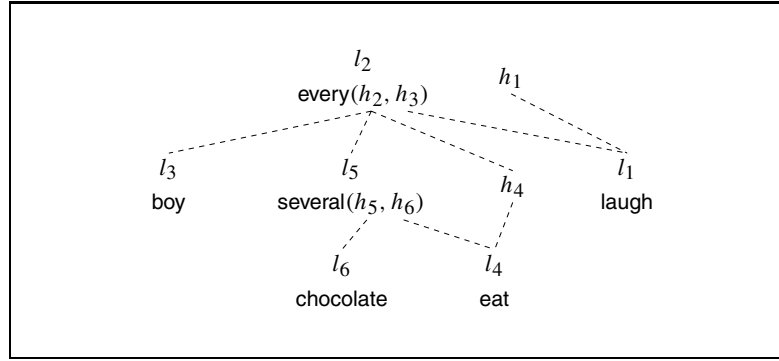 l₂
h₁
every(h₂, h₃)
l₃ l₅ h₄ l₁
boy several(h₅, h₆) laugh
l₆ l₄
chocolate eat